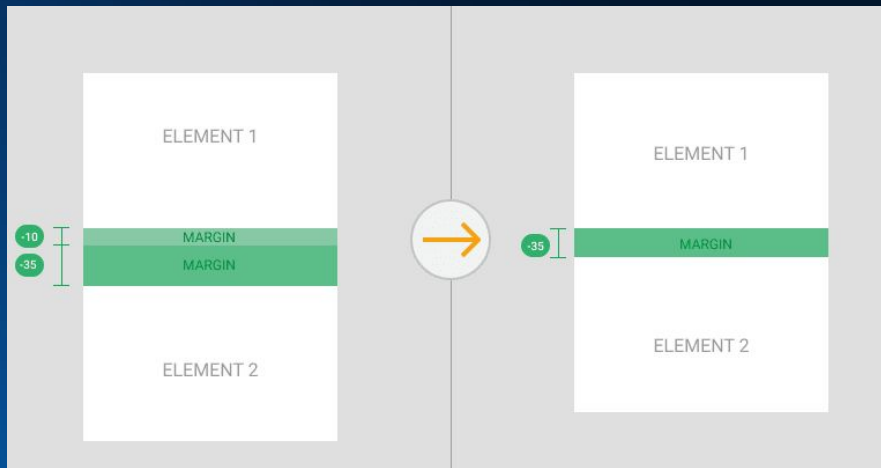 ELEMENT 1
-10
MARGIN
-35
MARGIN
ELEMENT 2
ELEMENT 1
-35
MARGIN
ELEMENT 2